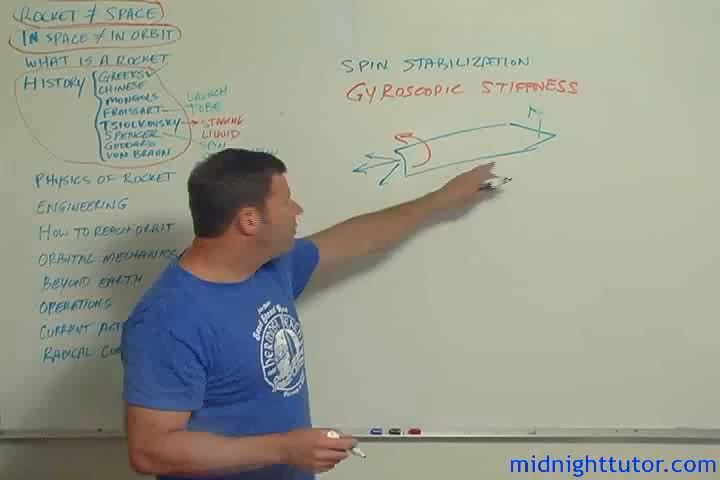 ROCKET ≠ SPACE
IN SPACE ≠ IN ORBIT
WHAT IS A ROCKET
HISTORY
GREEKS
CHINESE
MONGOLS
FROISSART
TSIOLKOVSKY
SPENCER
GODDARD
VON BRAUN
LAUNCH
TUBE
STAGING
LIQUID
SPIN
PHYSICS OF ROCKET
ENGINEERING
HOW TO REACH ORBIT
ORBITAL MECHANICS
BEYOND EARTH
OPERATIONS
CURRENT
RADICAL
SPIN STABILIZATION
GYROSCOPIC STIFFNESS
midnighttutor.com